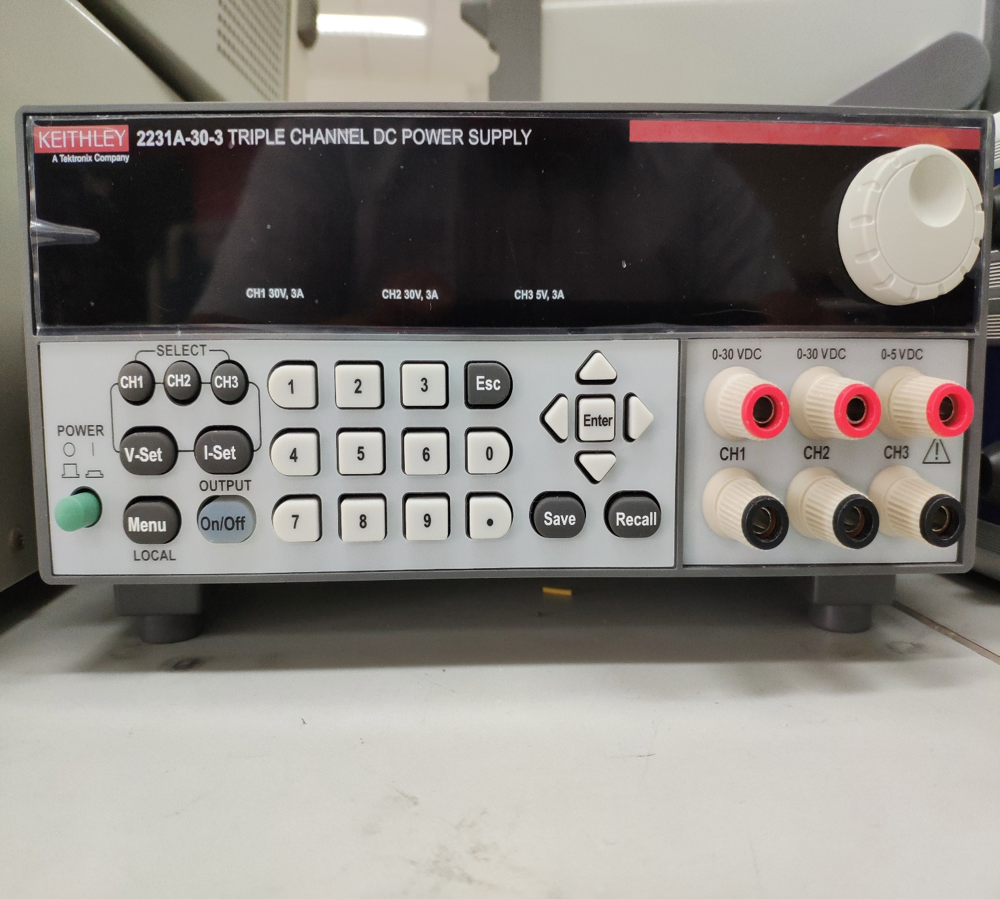 KEITHLEY 2231A-30-3 TRIPLE CHANNEL DC POWER SUPPLY
A Tektronix Company
CH1 30V, 3A CH2 30V, 3A CH3 5V, 3A
SELECT
CH1 CH2 CH3
1 2 3 Esc
POWER
O |
V-Set I-Set
4 5 6 0
Enter
OUTPUT
Menu On/Off
7 8 9 .
Save Recall
LOCAL
0-30 VDC 0-30 VDC 0-5 VDC
CH1 CH2 CH3